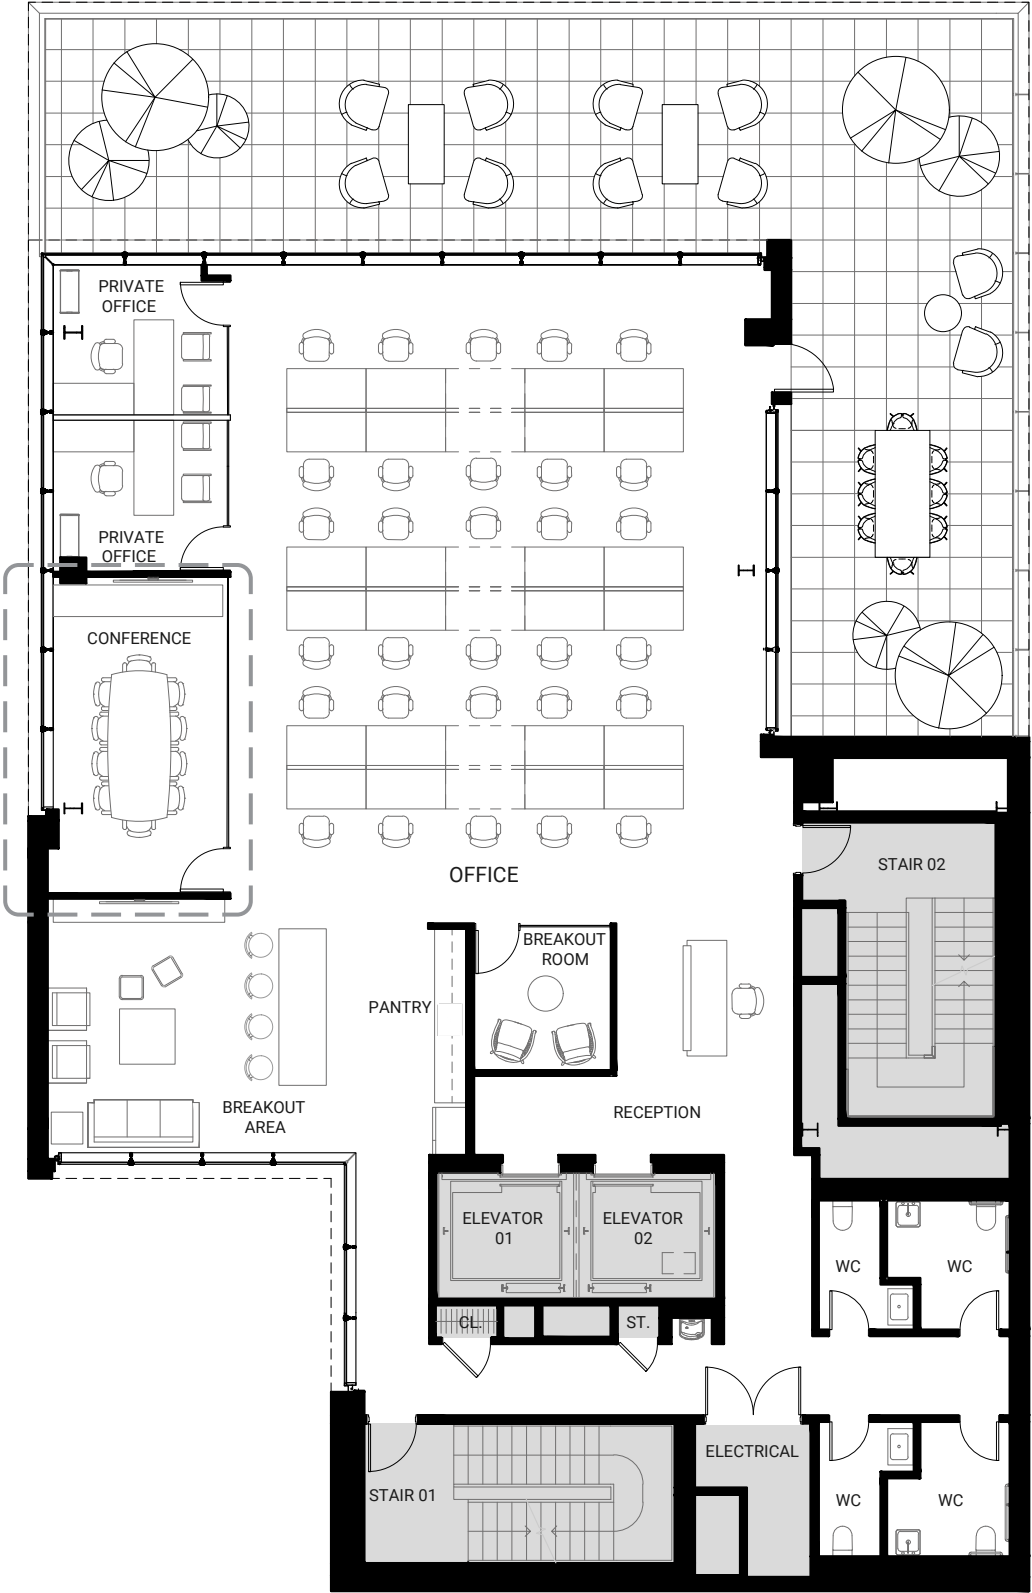 PRIVATE
OFFICE
PRIVATE
OFFICE
CONFERENCE
OFFICE
STAIR 02
BREAKOUT
ROOM
PANTRY
BREAKOUT
AREA
RECEPTION
ELEVATOR
01
ELEVATOR
02
WC
WC
CL.
ST.
ELECTRICAL
STAIR 01
WC
WC